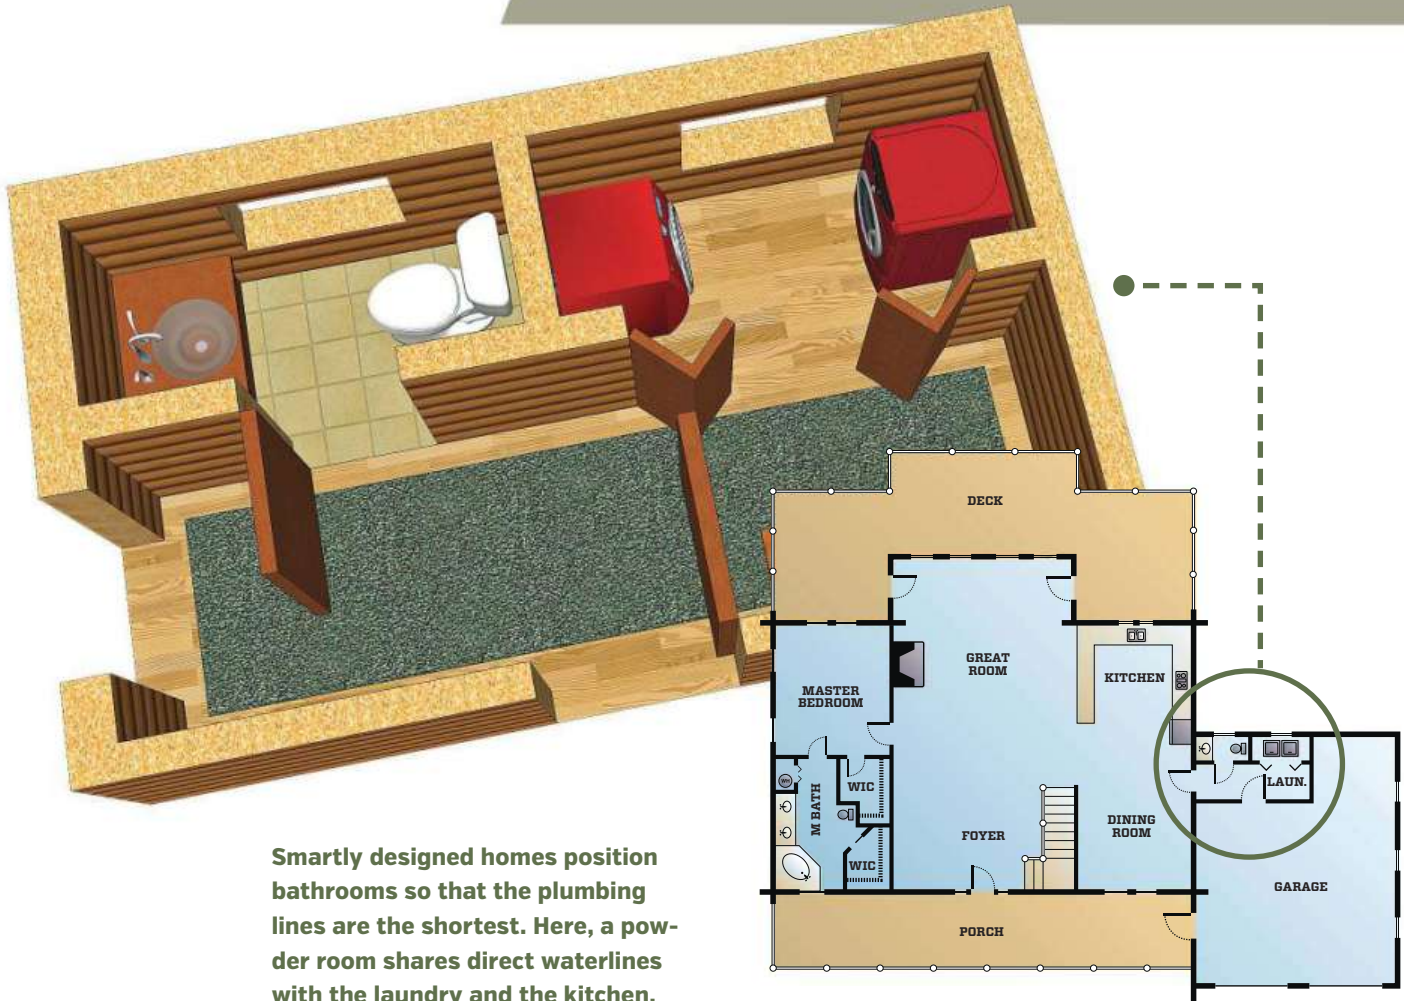 DECK
GREAT
ROOM
KITCHEN
MASTER
BEDROOM
WIC
LAUN.
M BATH
DINING
ROOM
FOYER
WIC
GARAGE
PORCH
Smartly designed homes position
bathrooms so that the plumbing
lines are the shortest. Here, a pow-
der room shares direct waterlines
with the laundry and the kitchen.